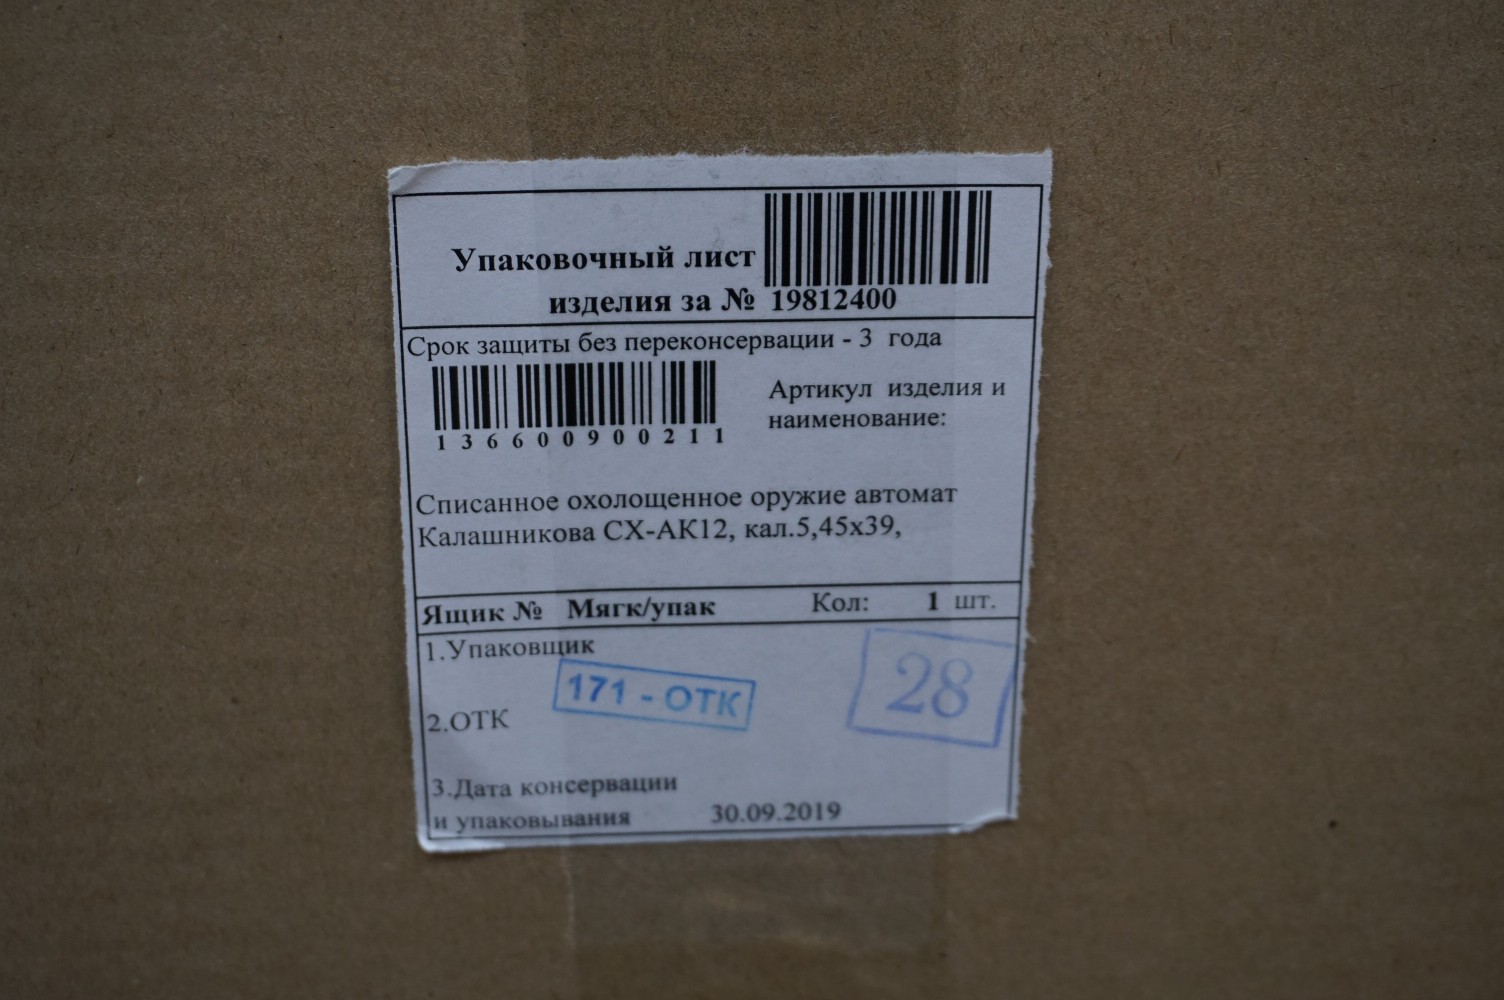 Упаковочный лист
изделия за № 19812400
Срок защиты без переконсервации - 3 года
136600900211
Артикул изделия и
наименование:
Списанное охолощенное оружие автомат
Калашникова СХ-АК12, кал.5,45х39,
Ящик № Мягк/упак Кол: 1 шт.
1.Упаковщик
171 - ОТК
28
2.ОТК
3.Дата консервации
и упаковывания 30.09.2019